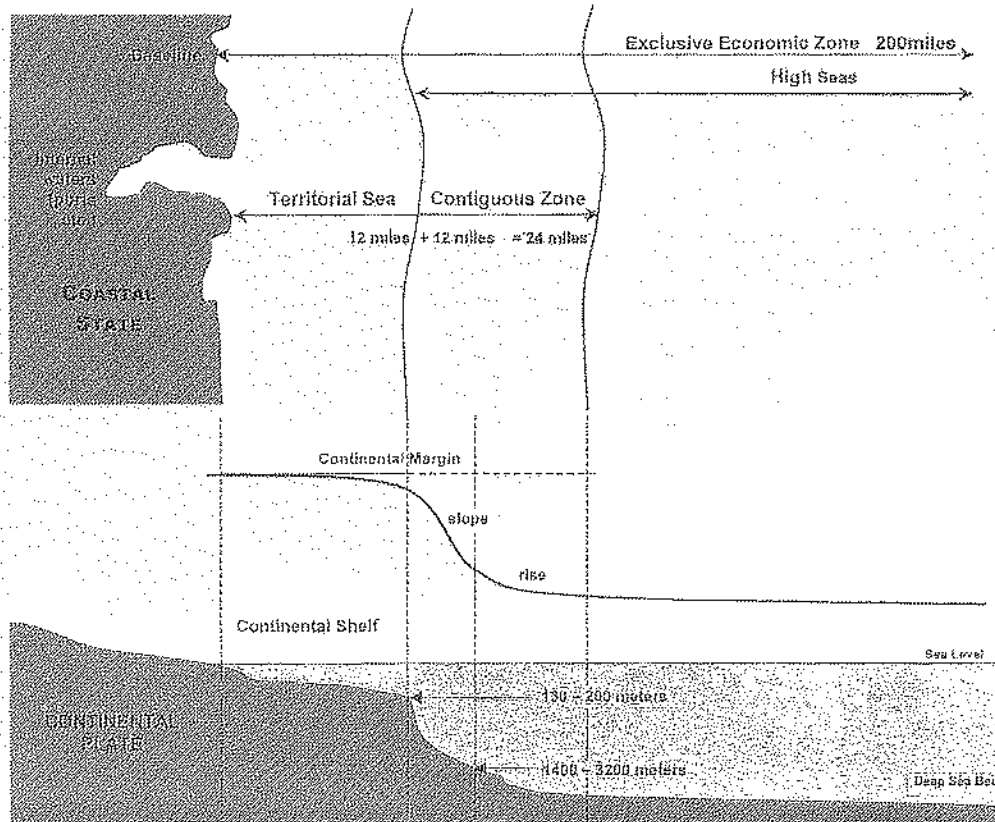 Exclusive Economic Zone 200miles
Baseline
High Seas
Internal
waters
Territorial Sea
Contiguous Zone
12 miles + 12 miles = 24 miles
COASTAL
STATE
Continental Margin
slope
rise
Continental Shelf
Sea Level
130 – 200 meters
CONTINENTAL
PLATE
1400 – 3200 meters
Deep Sea Bed